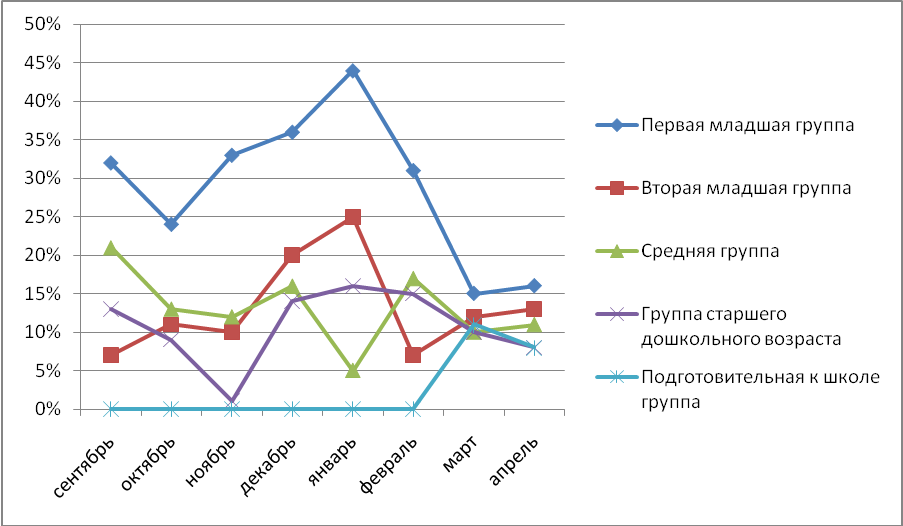 50%
45%
40%
35%
30%
25%
20%
15%
10%
5%
0%
сентябрь
октябрь
ноябрь
декабрь
январь
февраль
март
апрель
Первая младшая группа
Вторая младшая группа
Средняя группа
Группа старшего
дошкольного возраста
Подготовительная к школе
группа